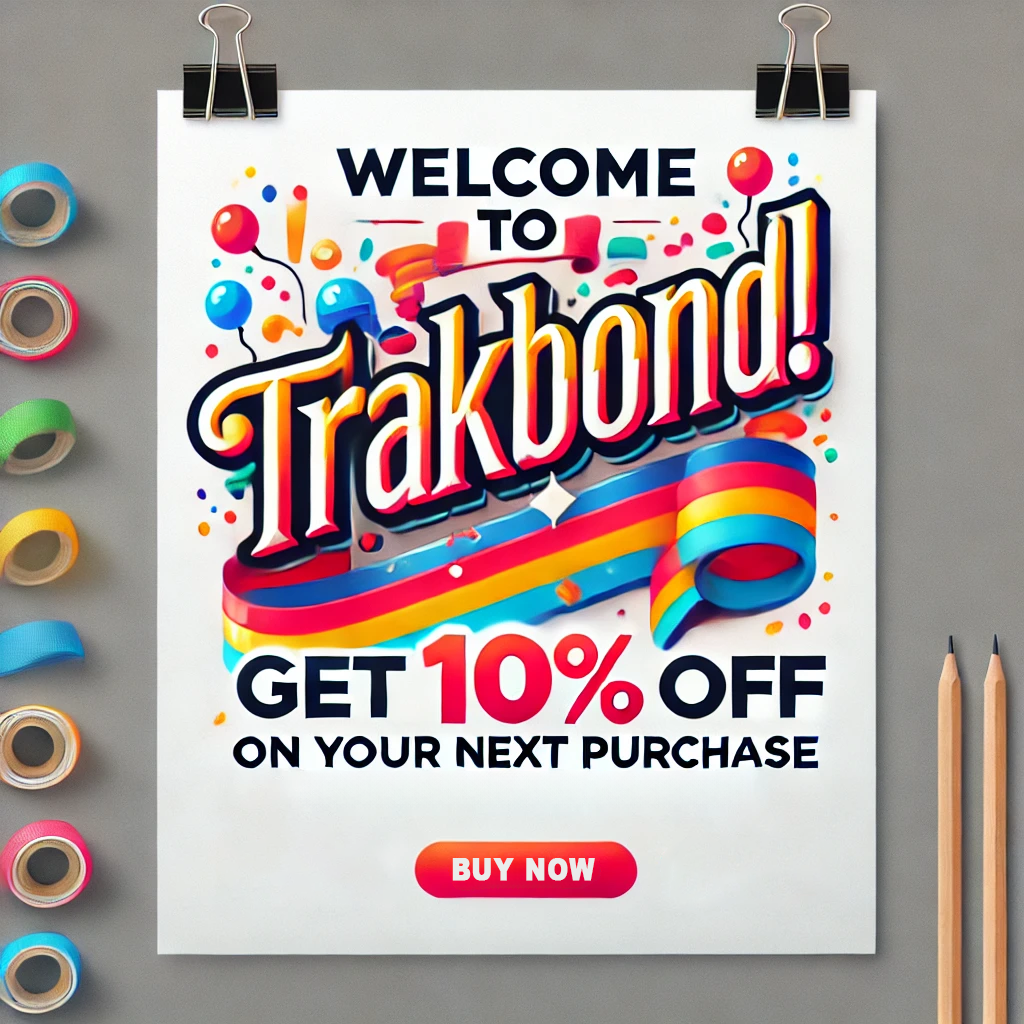 WELCOME
TO
Trakbond!
GET 10% OFF
ON YOUR NEXT PURCHASE
BUY NOW